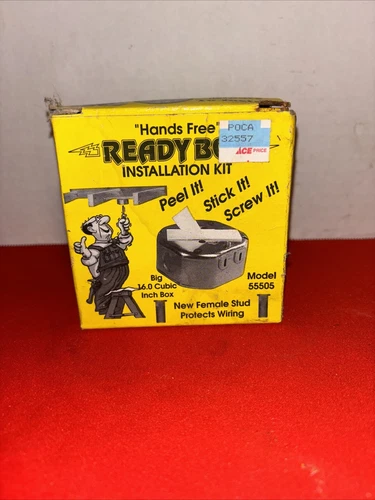 "Hands Free"
POCA
32557
ACE PRICE
READY BO
INSTALLATION KIT
Peel It!
Stick It!
Screw It!
Big
16.0 Cubic
Inch Box
Model
55505
New Female Stud
Protects Wiring